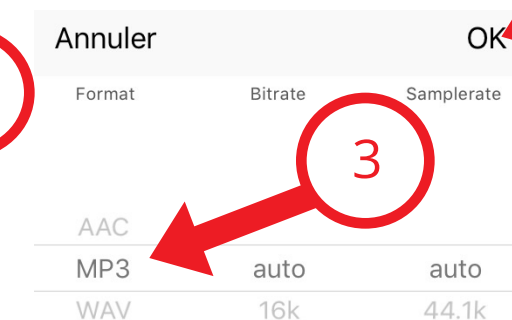 Annuler OK
Format Bitrate Samplerate
3
AAC
MP3 auto auto
WAV 16k 44.1k